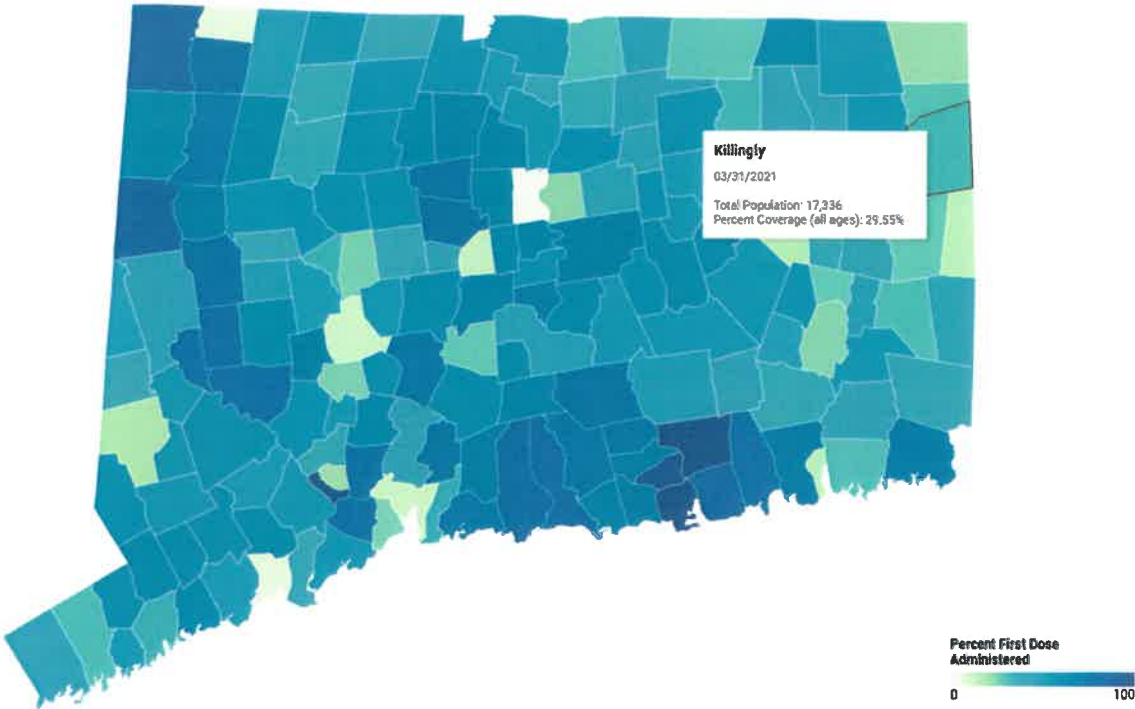 Killingly
03/31/2021
Total Population: 17,336
Percent Coverage (all ages): 29.55%
Percent First Dose
Administered
0 100